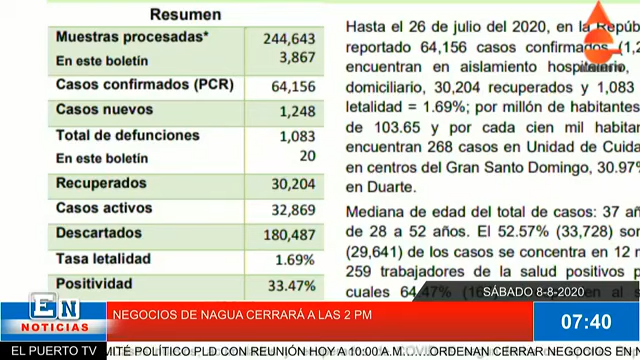 Resumen
Muestras procesadas* 244,643
En este boletín 3,867
Casos confirmados (PCR) 64,156
Casos nuevos 1,248
Total de defunciones 1,083
En este boletín 20
Recuperados 30,204
Casos activos 32,869
Descartados 180,487
Tasa letalidad 1.69%
Positividad 33.47%
Hasta el 26 de julio del 2020, en la Repúb
reportado 64,156 casos confirmados (1,2
encuentran en aislamiento hospitalario,
domiciliario, 30,204 recuperados y 1,083
letalidad = 1.69%; por millón de habitantes
de 103.65 y por cada cien mil habitan
encuentran 268 casos en Unidad de Cuida
en centros del Gran Santo Domingo, 30.97%
en Duarte.
Mediana de edad del total de casos: 37 añ
de 28 a 52 años. El 52.57% (33,728) son
(29,641) de los casos se concentra en 12 m
259 trabajadores de la salud positivos p
cuales 64.47% (16
SÁBADO 8-8-2020
EN
NOTICIAS
NEGOCIOS DE NAGUA CERRARÁ A LAS 2 PM
07:40
EL PUERTO TV
MITÉ POLÍTICO PLD CON REUNIÓN HOY A 10:00 A.M.... ORDENAN CERRAR NEGOCIOS EN N